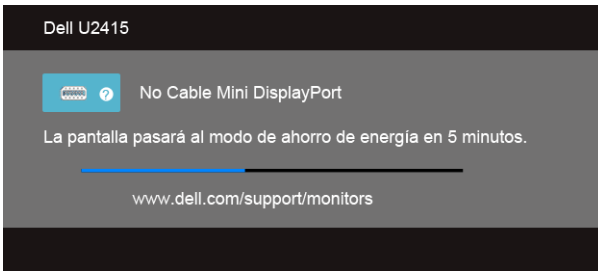 Dell U2415
No Cable Mini DisplayPort
La pantalla pasará al modo de ahorro de energía en 5 minutos.
www.dell.com/support/monitors